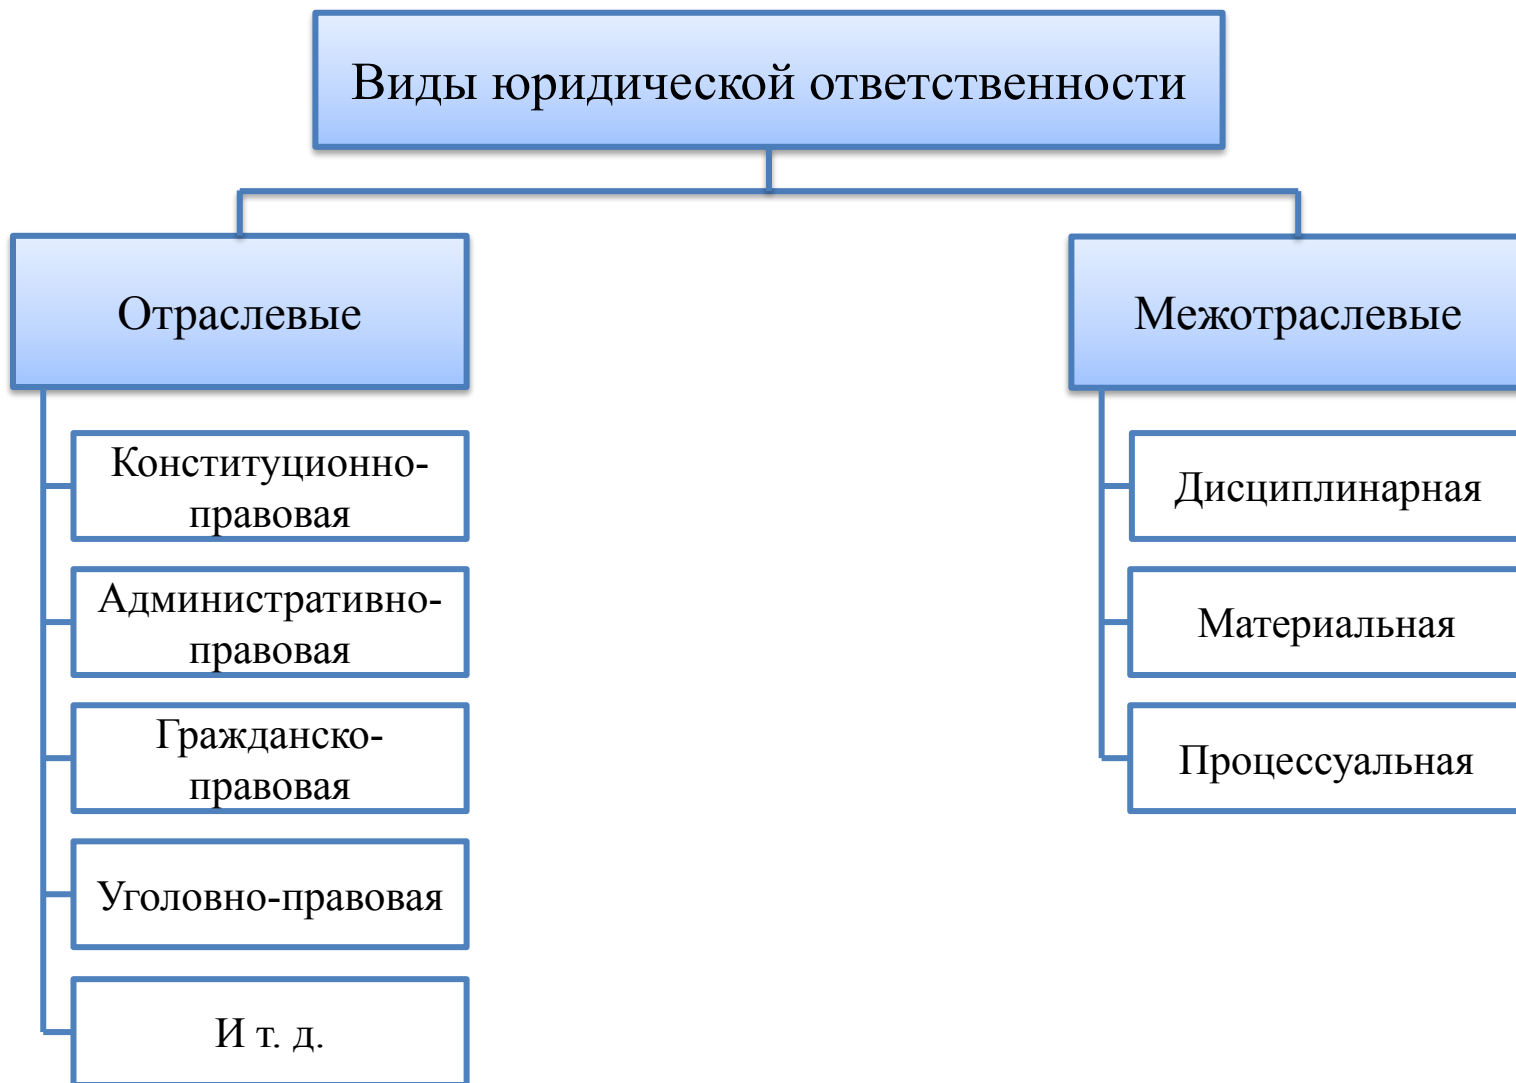 Виды юридической ответственности
Отраслевые
Конституционно-
правовая
Административно-
правовая
Гражданско-
правовая
Уголовно-правовая
И т. д.
Межотраслевые
Дисциплинарная
Материальная
Процессуальная